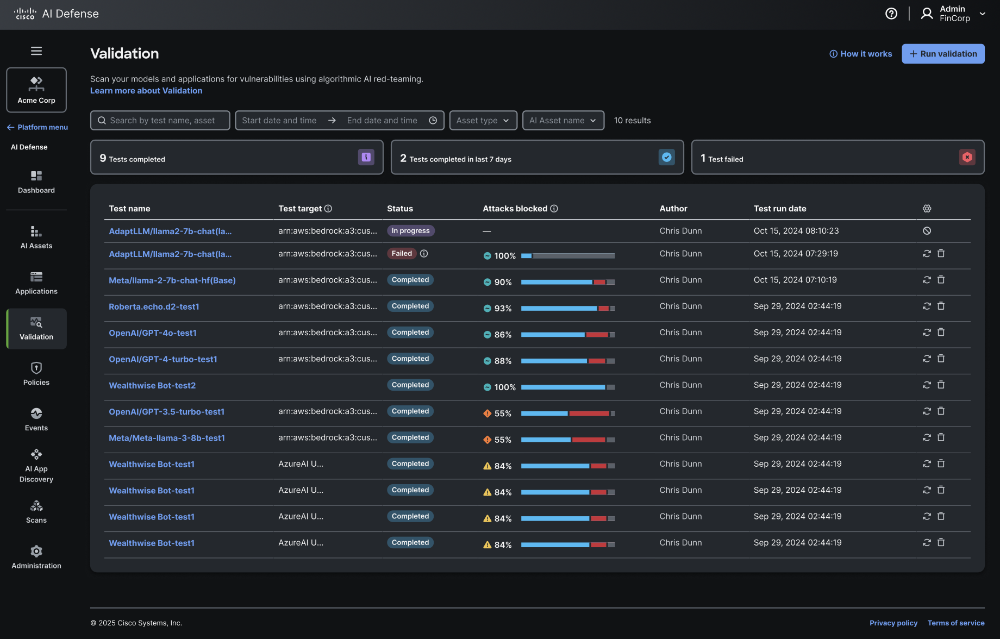 cisco AI Defense
Admin
FinCorp
Acme Corp
Platform menu
AI Defense
Dashboard
AI Assets
Applications
Validation
Policies
Events
AI App
Discovery
Scans
Administration
Validation
How it works
+ Run validation
Scan your models and applications for vulnerabilities using algorithmic AI red-teaming.
Learn more about Validation
Search by test name, asset
Start date and time → End date and time
Asset type
AI Asset name
10 results
9 Tests completed
2 Tests completed in last 7 days
1 Test failed
Test name Test target Status Attacks blocked Author Test run date
AdaptLLM/llama2-7b-chat(la... arn:aws:bedrock:a3:cus... In progress — Chris Dunn Oct 15, 2024 08:10:23
AdaptLLM/llama2-7b-chat(la... arn:aws:bedrock:a3:cus... Failed 100% Chris Dunn Oct 15, 2024 07:29:19
Meta/llama-2-7b-chat-hf(Base) arn:aws:bedrock:a3:cus... Completed 90% Chris Dunn Oct 15, 2024 07:10:19
Roberta.echo.d2-test1 arn:aws:bedrock:a3:cus... Completed 93% Chris Dunn Sep 29, 2024 02:44:19
OpenAI/GPT-4o-test1 arn:aws:bedrock:a3:cus... Completed 86% Chris Dunn Sep 29, 2024 02:44:19
OpenAI/GPT-4-turbo-test1 arn:aws:bedrock:a3:cus... Completed 88% Chris Dunn Sep 29, 2024 02:44:19
Wealthwise Bot-test2 Completed 100% Chris Dunn Sep 29, 2024 02:44:19
OpenAI/GPT-3.5-turbo-test1 arn:aws:bedrock:a3:cus... Completed 55% Chris Dunn Sep 29, 2024 02:44:19
Meta/Meta-llama-3-8b-test1 arn:aws:bedrock:a3:cus... Completed 55% Chris Dunn Sep 29, 2024 02:44:19
Wealthwise Bot-test1 AzureAI U... Completed 84% Chris Dunn Sep 29, 2024 02:44:19
Wealthwise Bot-test1 AzureAI U... Completed 84% Chris Dunn Sep 29, 2024 02:44:19
Wealthwise Bot-test1 AzureAI U... Completed 84% Chris Dunn Sep 29, 2024 02:44:19
Wealthwise Bot-test1 AzureAI U... Completed 84% Chris Dunn Sep 29, 2024 02:44:19
© 2025 Cisco Systems, Inc.
Privacy policy Terms of service